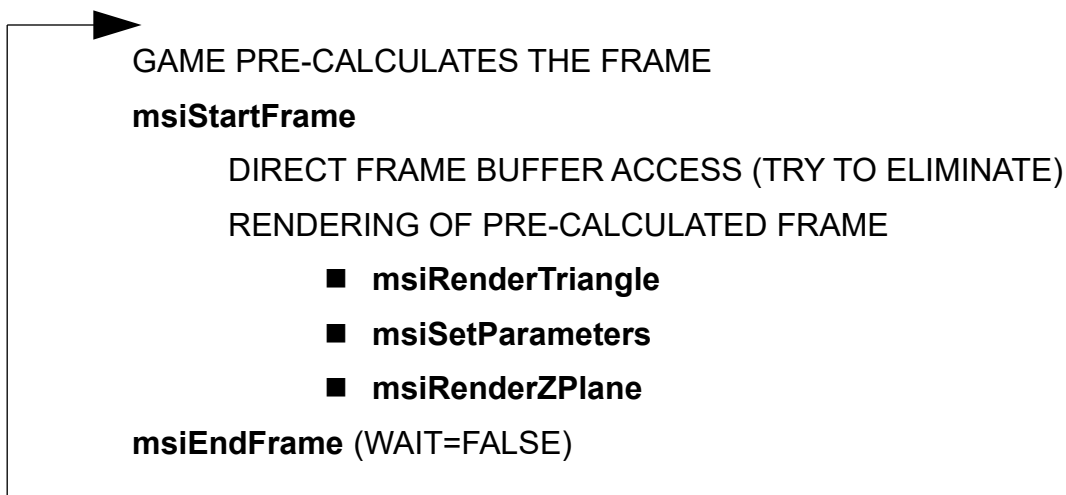 GAME PRE-CALCULATES THE FRAME
msiStartFrame
DIRECT FRAME BUFFER ACCESS (TRY TO ELIMINATE)
RENDERING OF PRE-CALCULATED FRAME
■ msiRenderTriangle
■ msiSetParameters
■ msiRenderZPlane
msiEndFrame (WAIT=FALSE)